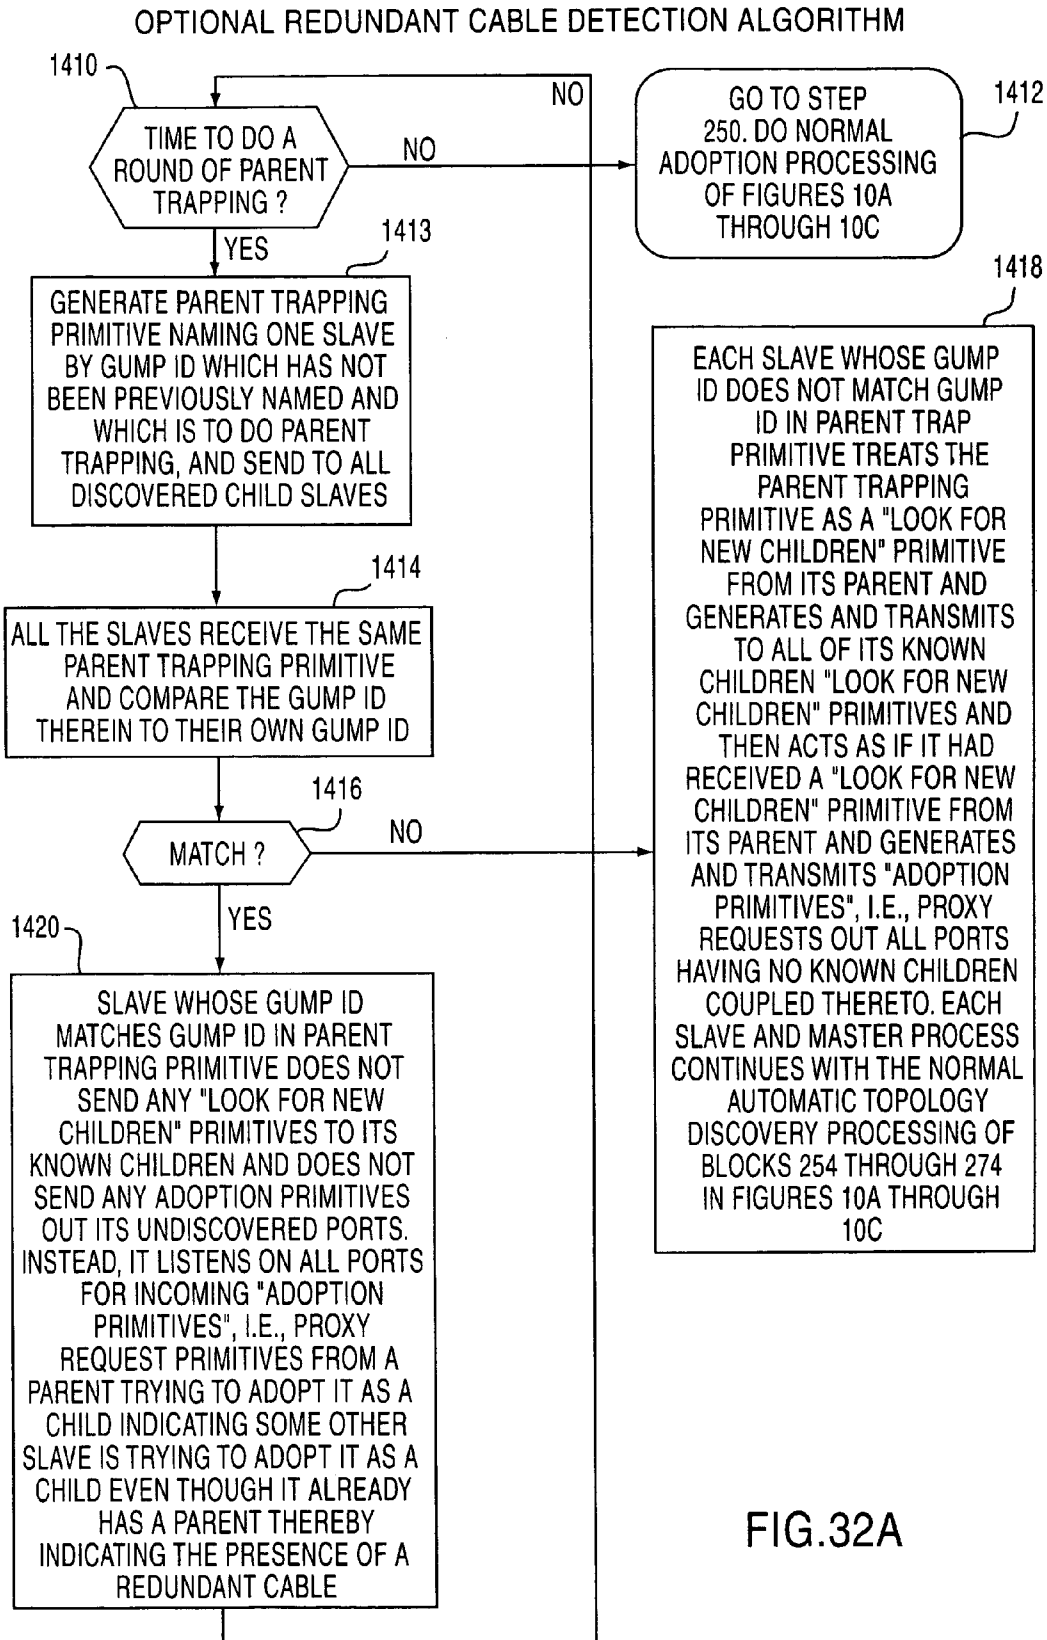 OPTIONAL REDUNDANT CABLE DETECTION ALGORITHM
1410
TIME TO DO A
ROUND OF PARENT
TRAPPING ?
NO
NO
GO TO STEP
250. DO NORMAL
ADOPTION PROCESSING
OF FIGURES 10A
THROUGH 10C
1412
YES
1413
GENERATE PARENT TRAPPING
PRIMITIVE NAMING ONE SLAVE
BY GUMP ID WHICH HAS NOT
BEEN PREVIOUSLY NAMED AND
WHICH IS TO DO PARENT
TRAPPING, AND SEND TO ALL
DISCOVERED CHILD SLAVES
1414
ALL THE SLAVES RECEIVE THE SAME
PARENT TRAPPING PRIMITIVE
AND COMPARE THE GUMP ID
THEREIN TO THEIR OWN GUMP ID
1416
MATCH ?
NO
YES
1418
EACH SLAVE WHOSE GUMP
ID DOES NOT MATCH GUMP
ID IN PARENT TRAP
PRIMITIVE TREATS THE
PARENT TRAPPING
PRIMITIVE AS A "LOOK FOR
NEW CHILDREN" PRIMITIVE
FROM ITS PARENT AND
GENERATES AND TRANSMITS
TO ALL OF ITS KNOWN
CHILDREN "LOOK FOR NEW
CHILDREN" PRIMITIVES AND
THEN ACTS AS IF IT HAD
RECEIVED A "LOOK FOR NEW
CHILDREN" PRIMITIVE FROM
ITS PARENT AND GENERATES
AND TRANSMITS "ADOPTION
PRIMITIVES", I.E., PROXY
REQUESTS OUT ALL PORTS
HAVING NO KNOWN CHILDREN
COUPLED THERETO. EACH
SLAVE AND MASTER PROCESS
CONTINUES WITH THE NORMAL
AUTOMATIC TOPOLOGY
DISCOVERY PROCESSING OF
BLOCKS 254 THROUGH 274
IN FIGURES 10A THROUGH
10C
1420
SLAVE WHOSE GUMP ID
MATCHES GUMP ID IN PARENT
TRAPPING PRIMITIVE DOES NOT
SEND ANY "LOOK FOR NEW
CHILDREN" PRIMITIVES TO ITS
KNOWN CHILDREN AND DOES NOT
SEND ANY ADOPTION PRIMITIVES
OUT ITS UNDISCOVERED PORTS.
INSTEAD, IT LISTENS ON ALL PORTS
FOR INCOMING "ADOPTION
PRIMITIVES", I.E., PROXY
REQUEST PRIMITIVES FROM A
PARENT TRYING TO ADOPT IT AS A
CHILD INDICATING SOME OTHER
SLAVE IS TRYING TO ADOPT IT AS A
CHILD EVEN THOUGH IT ALREADY
HAS A PARENT THEREBY
INDICATING THE PRESENCE OF A
REDUNDANT CABLE
FIG.32A